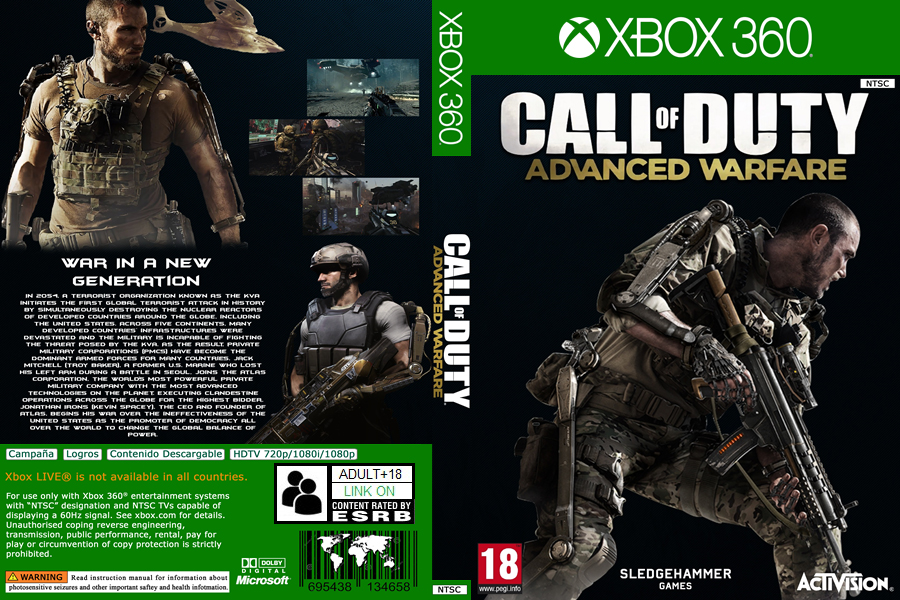 WAR IN A NEW
GENERATION
IN 2054, A TERRORIST ORGANIZATION KNOWN AS THE KVA
INITIATES THE FIRST GLOBAL TERRORIST ATTACK IN HISTORY
BY SIMULTANEOUSLY DESTROYING THE NUCLEAR REACTORS
OF DEVELOPED COUNTRIES AROUND THE GLOBE, INCLUDING
THE UNITED STATES. ACROSS FIVE CONTINENTS, MANY
DEVELOPED COUNTRIES' INFRASTRUCTURES WERE
DEVASTATED AND THE MILITARY IS INCAPABLE OF FIGHTING
THE THREAT POSED BY THE KVA. AS THE RESULT, PRIVATE
MILITARY CORPORATIONS (PMCS) HAVE BECOME THE
DOMINANT ARMED FORCES FOR MANY COUNTRIES. JACK
MITCHELL (TROY BAKER), A FORMER U.S. MARINE WHO LOST
HIS LEFT ARM DURING A BATTLE IN SEOUL, JOINS THE ATLAS
CORPORATION, THE WORLD'S MOST POWERFUL PRIVATE
MILITARY COMPANY WITH THE MOST ADVANCED
TECHNOLOGIES ON THE PLANET, EXECUTING CLANDESTINE
OPERATIONS ACROSS THE GLOBE FOR THE HIGHEST BIDDER.
JONATHAN IRONS (KEVIN SPACEY), THE CEO AND FOUNDER OF
ATLAS, BEGINS HIS WAR OVER THE INEFFECTIVENESS OF THE
UNITED STATES AS THE PROMOTER OF DEMOCRACY ALL
OVER THE WORLD TO CHANGE THE GLOBAL BALANCE OF
POWER.
Campaña Logros Contenido Descargable HDTV 720p/1080i/1080p
Xbox LIVE® is not available in all countries.
For use only with Xbox 360® entertainment systems
with "NTSC" designation and NTSC TVs capable of
displaying a 60Hz signal. See xbox.com for details.
Unauthorised coping reverse engineering,
transmission, public performance, rental, pay for
play or circumvention of copy protection is strictly
prohibited.
WARNING Read instruction manual for information about
photosensitive seizures and other important saftey and health infotmation.
DOLBY
DIGITAL
Microsoft®
ADULT+18
LINK ON
CONTENT RATED BY
ESRB
695438 134658
XBOX 360®
CALL OF DUTY
ADVANCED WARFARE
NTSC
XBOX 360®
NTSC
CALL OF DUTY
ADVANCED WARFARE
18
www.pegi.info
SLEDGEHAMMER
GAMES
ACTIVISION®